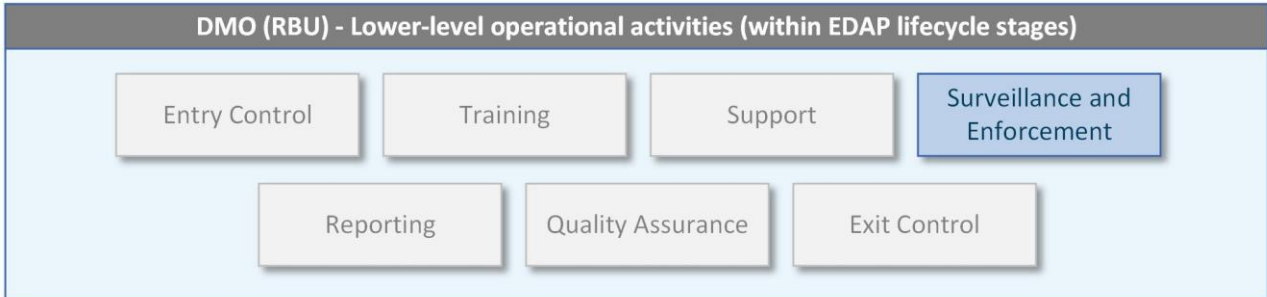 DMO (RBU) - Lower-level operational activities (within EDAP lifecycle stages)
Entry Control
Training
Support
Surveillance and
Enforcement
Reporting
Quality Assurance
Exit Control